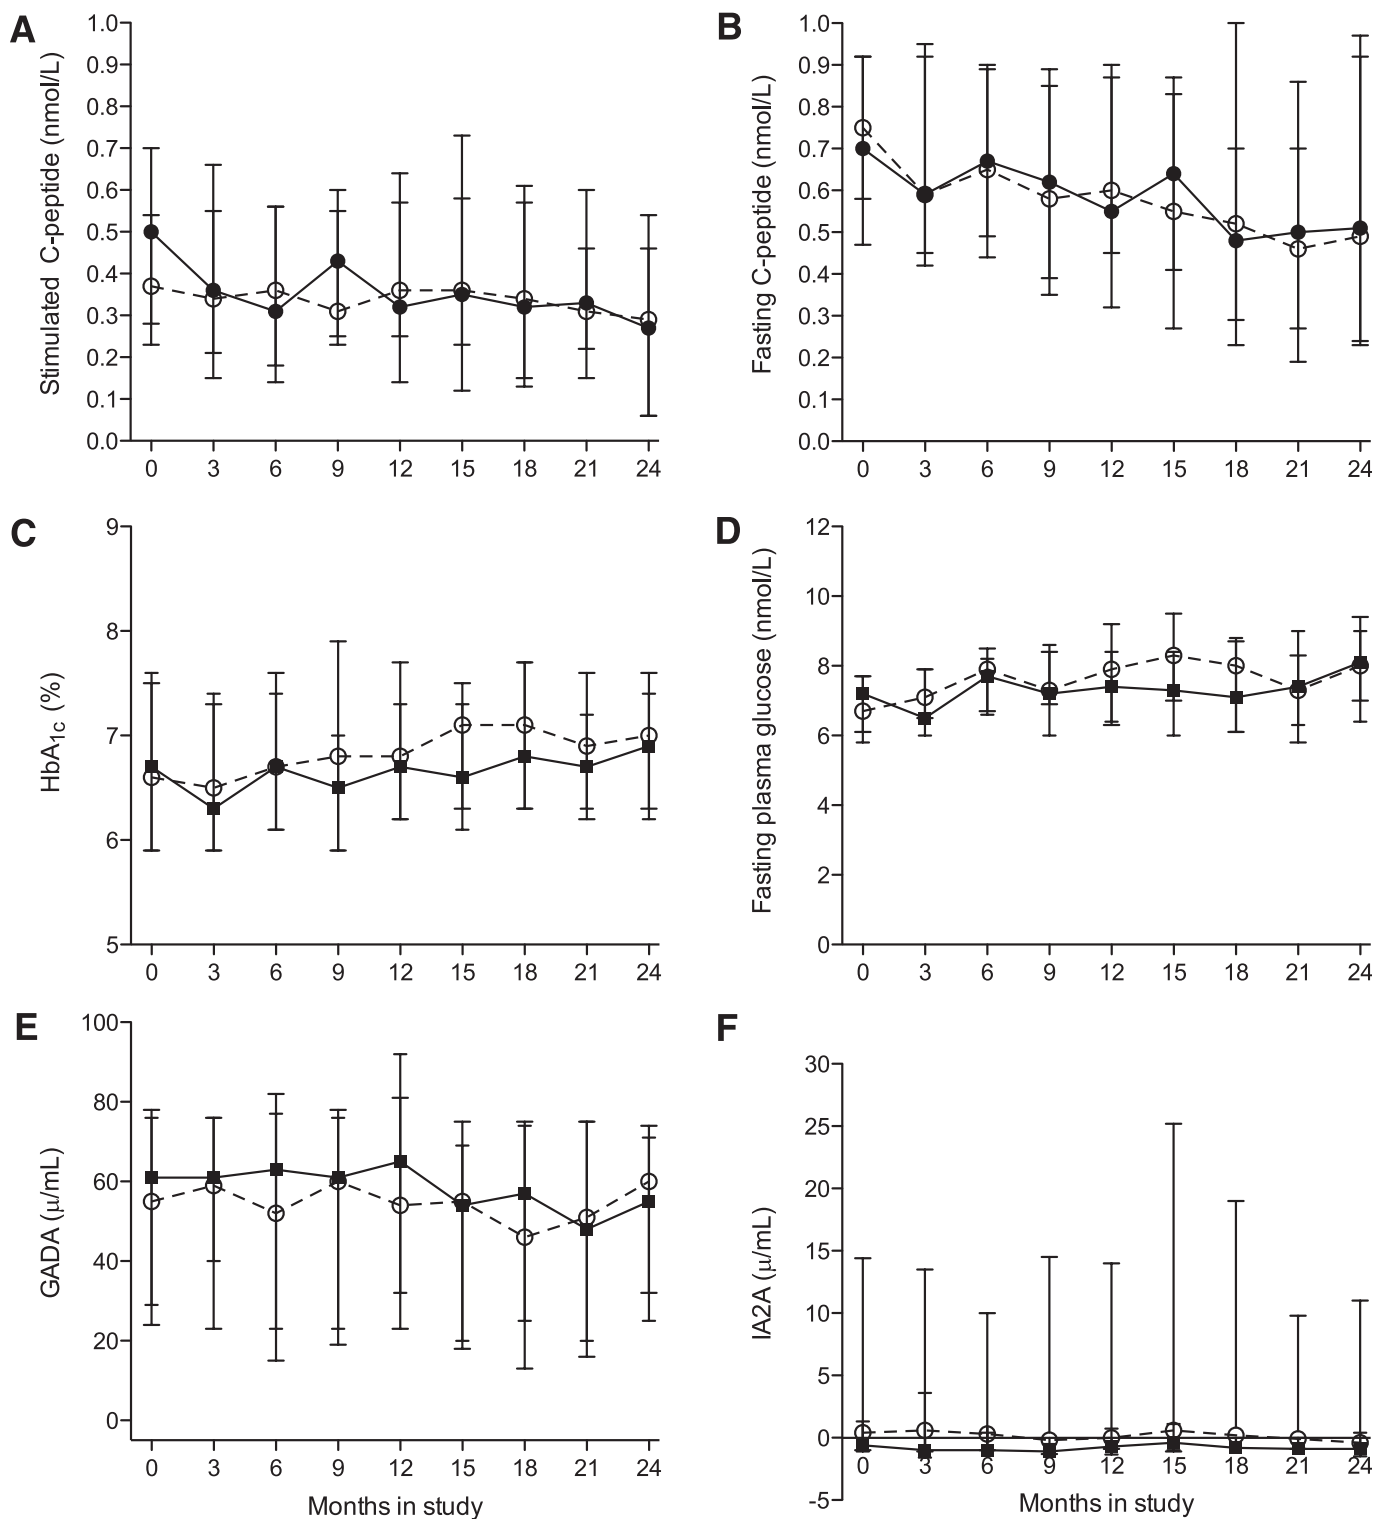 A
Stimulated C-peptide (nmol/L)
1.0
0.9
0.8
0.7
0.6
0.5
0.4
0.3
0.2
0.1
0.0
0 3 6 9 12 15 18 21 24
B
Fasting C-peptide (nmol/L)
1.0
0.9
0.8
0.7
0.6
0.5
0.4
0.3
0.2
0.1
0.0
0 3 6 9 12 15 18 21 24
C
HbA1c (%)
9
8
7
6
5
0 3 6 9 12 15 18 21 24
D
Fasting plasma glucose (nmol/L)
12
10
8
6
4
2
0
0 3 6 9 12 15 18 21 24
E
GADA (μ/mL)
100
80
60
40
20
0
0 3 6 9 12 15 18 21 24
Months in study
F
IA2A (μ/mL)
30
25
20
15
10
5
0
-5
0 3 6 9 12 15 18 21 24
Months in study